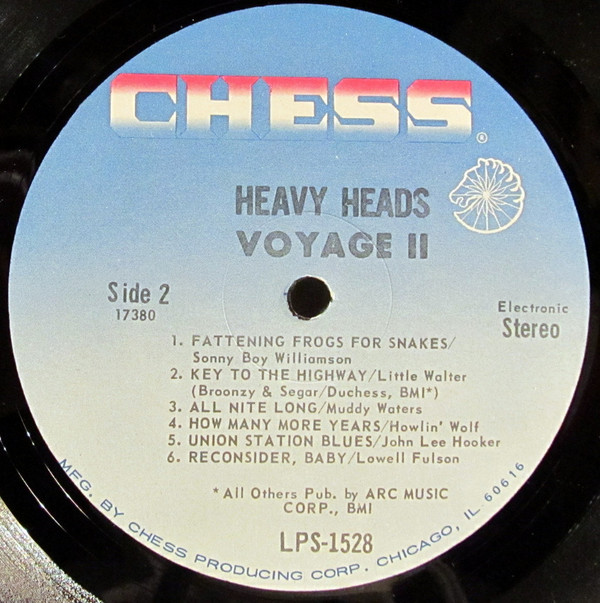 CHESS®
HEAVY HEADS
VOYAGE II
Side 2
17380
Electronic
Stereo
1. FATTENING FROGS FOR SNAKES/
Sonny Boy Williamson
2. KEY TO THE HIGHWAY/Little Walter
(Broonzy & Segar/Duchess, BMI*)
3. ALL NITE LONG/Muddy Waters
4. HOW MANY MORE YEARS/Howlin' Wolf
5. UNION STATION BLUES/John Lee Hooker
6. RECONSIDER, BABY/Lowell Fulson
*All Others Pub. by ARC MUSIC
CORP., BMI
LPS-1528
MFG. BY CHESS PRODUCING CORP. CHICAGO, IL 60616